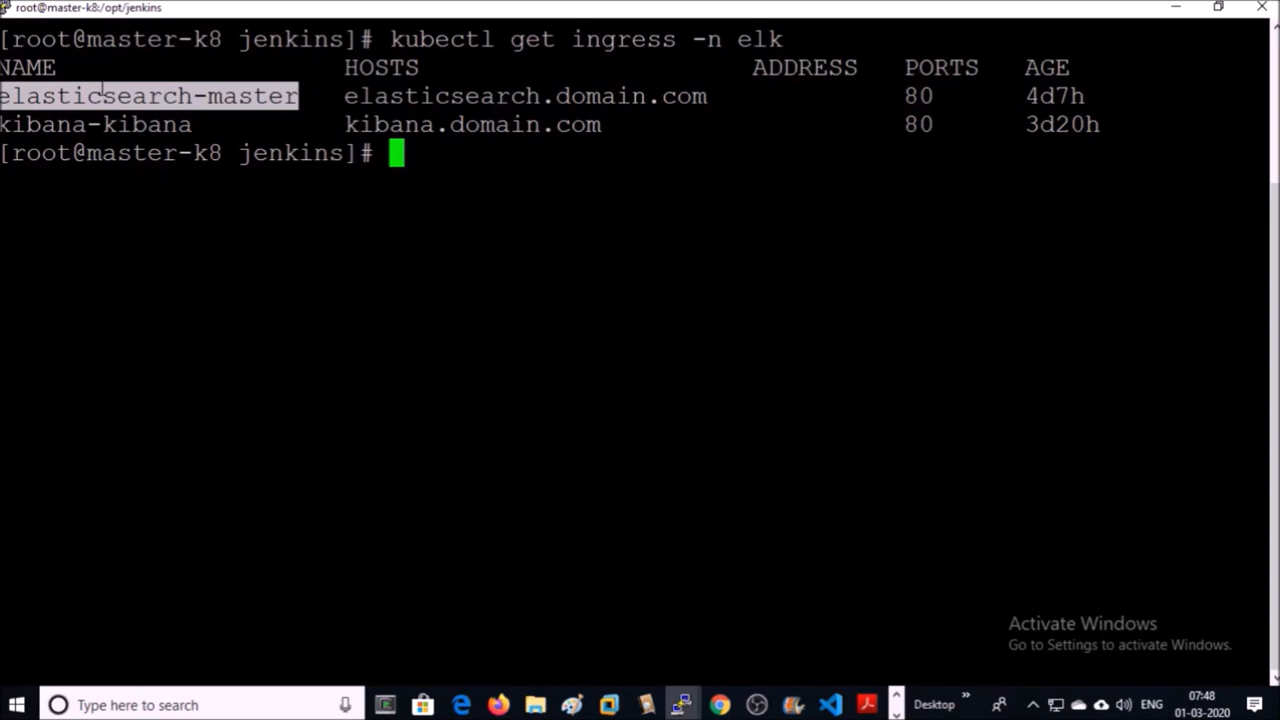 root@master-k8:/opt/jenkins
[root@master-k8 jenkins]# kubectl get ingress -n elk
NAME HOSTS ADDRESS PORTS AGE
elasticsearch-master elasticsearch.domain.com 80 4d7h
kibana-kibana kibana.domain.com 80 3d20h
[root@master-k8 jenkins]#
Activate Windows
Go to Settings to activate Windows.
Type here to search
Desktop
ENG
07:48
01-03-2020